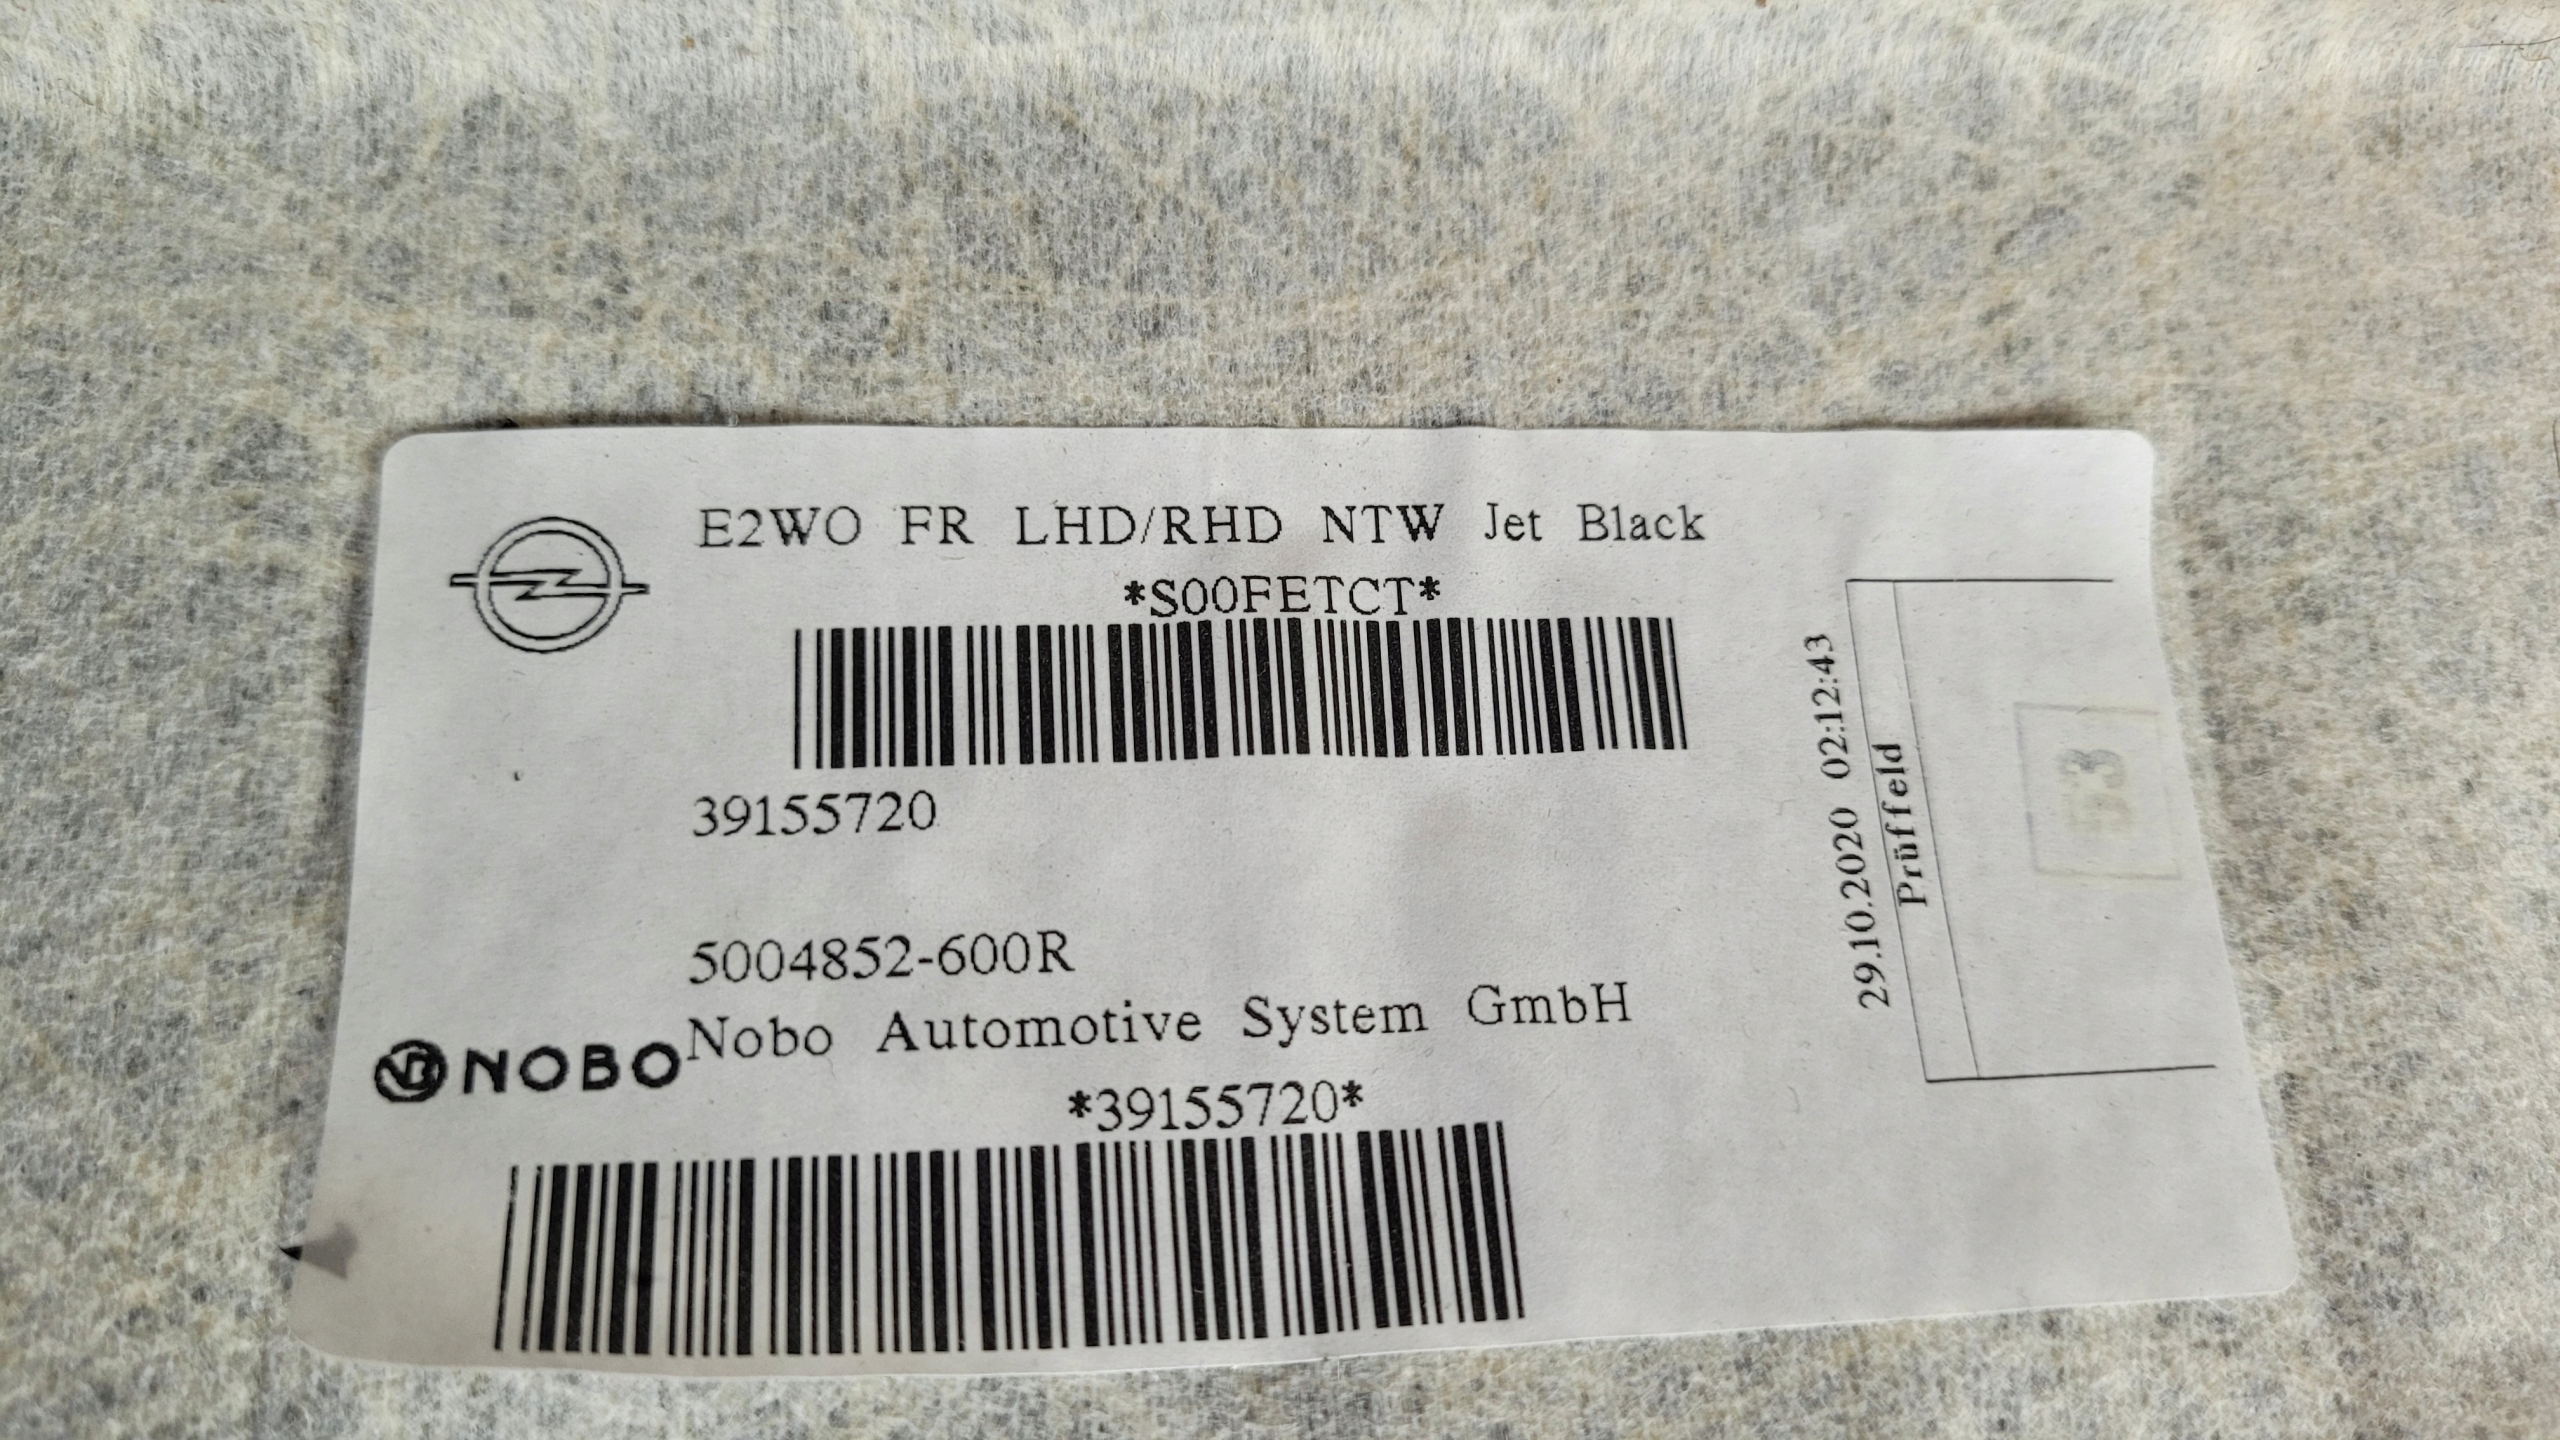 E2WO FR LHD/RHD NTW Jet Black
*S00FETCT*
39155720
5004852-600R
NOBO
Nobo Automotive System GmbH
*39155720*
29.10.2020 02:12:43
Prüffeld
53